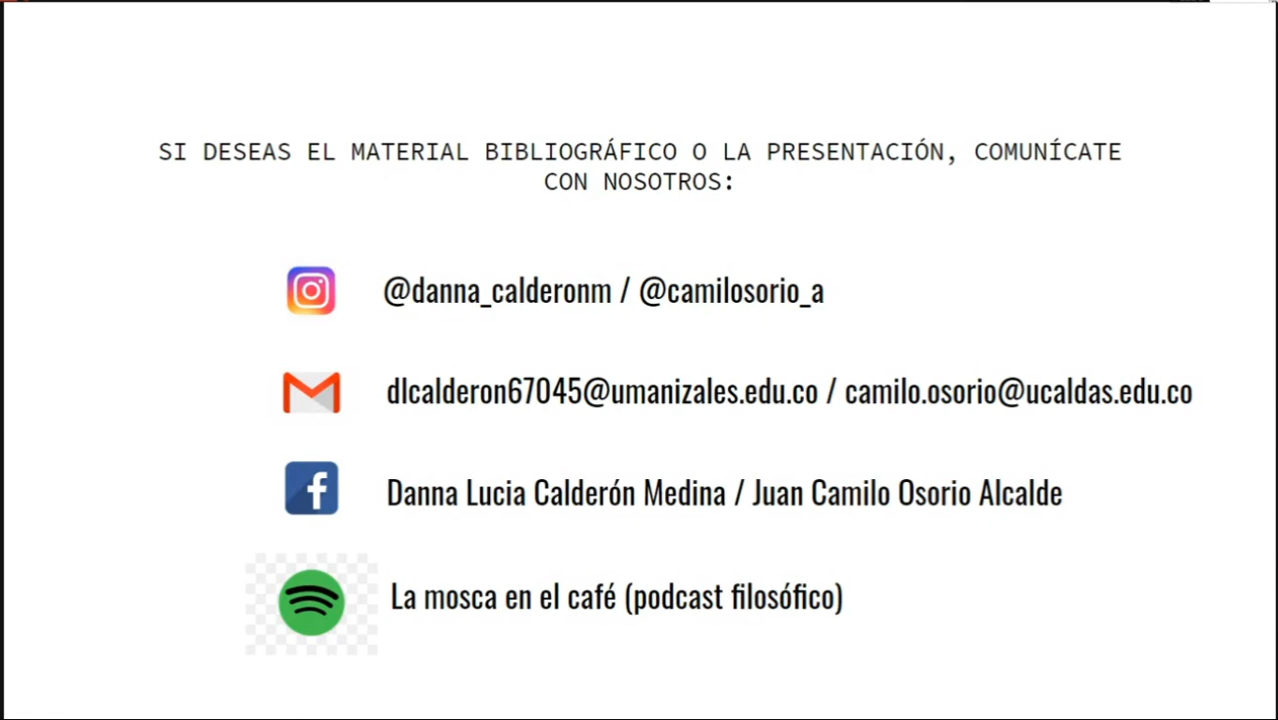 SI DESEAS EL MATERIAL BIBLIOGRÁFICO O LA PRESENTACIÓN, COMUNÍCATE
CON NOSOTROS:
@danna_calderonm / @camilosorio_a
dlcalderon67045@umanizales.edu.co / camilo.osorio@ucaldas.edu.co
Danna Lucia Calderón Medina / Juan Camilo Osorio Alcalde
La mosca en el café (podcast filosófico)